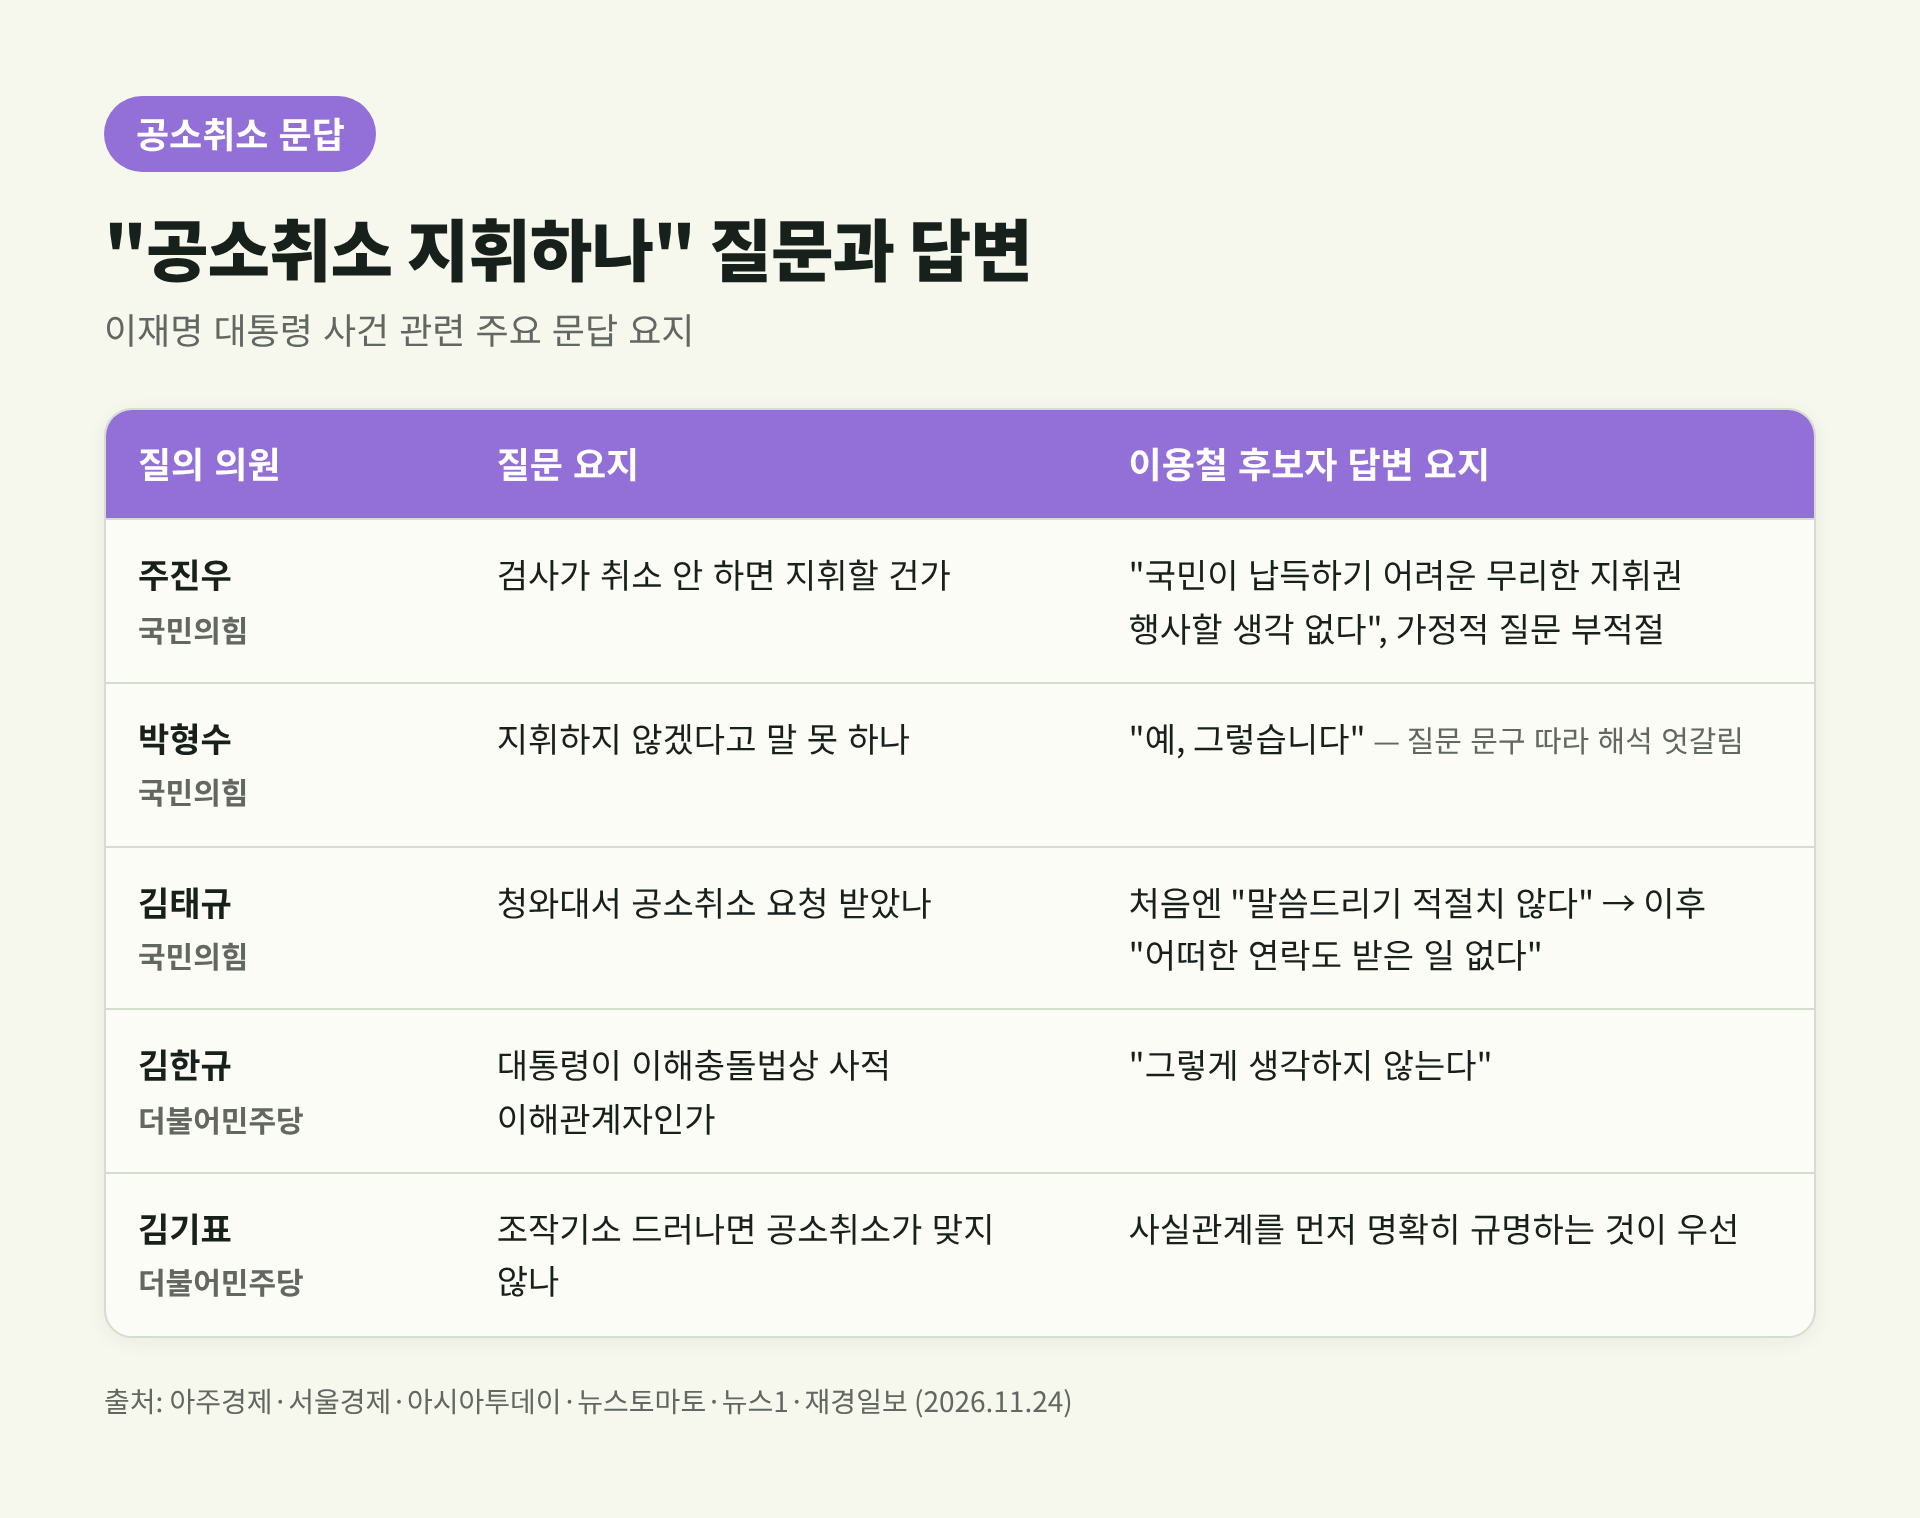 공소취소 문답
"공소취소 지휘하나" 질문과 답변
이재명 대통령 사건 관련 주요 문답 요지
질의 의원
질문 요지
이용철 후보자 답변 요지
주진우
국민의힘
검사가 취소 안 하면 지휘할 건가
"국민이 납득하기 어려운 무리한 지휘권
행사할 생각 없다", 가정적 질문 부적절
박형수
국민의힘
지휘하지 않겠다고 말 못 하나
"예, 그렇습니다" — 질문 문구 따라 해석 엇갈림
김태규
국민의힘
청와대서 공소취소 요청 받았나
처음엔 "말씀드리기 적절치 않다" → 이후
"어떠한 연락도 받은 일 없다"
김한규
더불어민주당
대통령이 이해충돌법상 사적
이해관계자인가
"그렇게 생각하지 않는다"
김기표
더불어민주당
조작기소 드러나면 공소취소가 맞지
않나
사실관계를 먼저 명확히 규명하는 것이 우선
출처: 아주경제·서울경제·아시아투데이·뉴스토마토·뉴스1·재경일보 (2026.11.24)